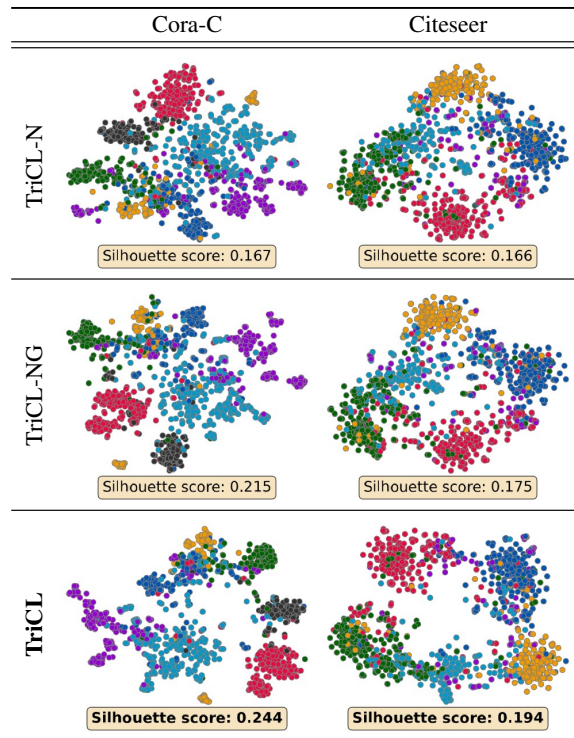 Cora-C Citeseer
TriCL-N
Silhouette score: 0.167 Silhouette score: 0.166
TriCL-NG
Silhouette score: 0.215 Silhouette score: 0.175
TriCL
Silhouette score: 0.244 Silhouette score: 0.194